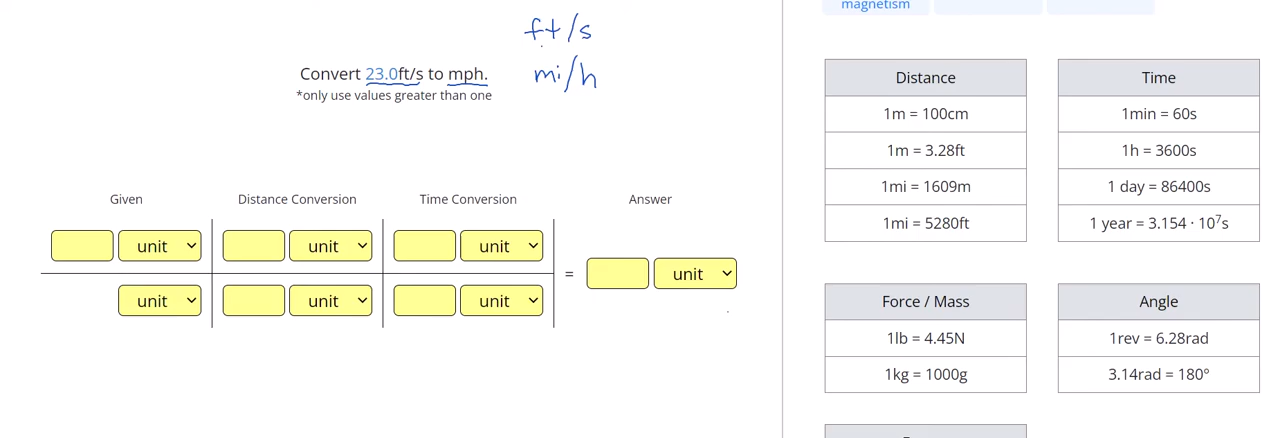 magnetism
ft/s
mi/h
Convert 23.0ft/s to mph.
*only use values greater than one
Given Distance Conversion Time Conversion Answer
unit unit unit
= unit
unit unit unit
Distance
1m = 100cm
1m = 3.28ft
1mi = 1609m
1mi = 5280ft
Time
1min = 60s
1h = 3600s
1 day = 86400s
1 year = 3.154 · 10⁷s
Force / Mass
1lb = 4.45N
1kg = 1000g
Angle
1rev = 6.28rad
3.14rad = 180°